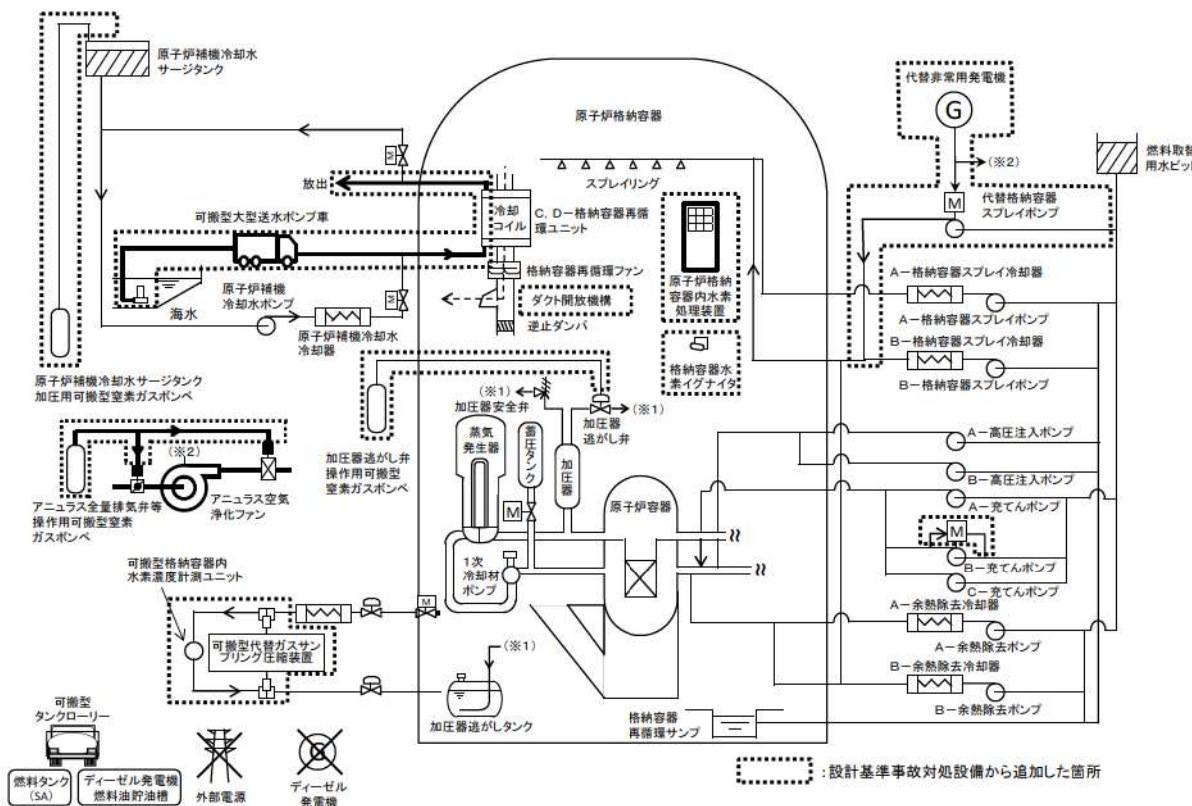 原子炉補機冷却水
サージタンク
原子炉格納容器
代替非常用発電機
G
(※2)
燃料取替
用水ピット
M
放出
スプレイリング
M
代替格納容器
スプレイポンプ
可搬型大型送水ポンプ車
冷却
コイル
C, D-格納容器再循
環ユニット
原子炉格納
容器内水素
処理装置
A-格納容器スプレイ冷却器
格納容器再循環ファン
海水
原子炉補機
冷却水ポンプ
M
ダクト開放機構
A-格納容器スプレイポンプ
逆止ダンパ
原子炉補機冷却水
冷却器
B-格納容器スプレイ冷却器
格納容器水
素イグナイタ
B-格納容器スプレイポンプ
原子炉補機冷却水サージタンク
加圧用可搬型窒素ガスボンベ
(※1)
加圧器安全弁
(※1)
加圧器
逃がし弁
蒸気
発生器
蓄圧タンク
加圧器
A-高圧注入ポンプ
(※2)
加圧器逃がし弁
操作用可搬型
窒素ガスボンベ
B-高圧注入ポンプ
アニュラス全量排気弁等
操作用可搬型窒素
ガスボンベ
アニュラス空気
浄化ファン
原子炉容器
A-充てんポンプ
M
M
B-充てんポンプ
1次
冷却材
ポンプ
C-充てんポンプ
可搬型格納容器内
水素濃度計測ユニット
M
A-余熱除去冷却器
可搬型代替ガスサン
プリング圧縮装置
(※1)
A-余熱除去ポンプ
B-余熱除去冷却器
加圧器逃がしタンク
格納容器
再循環サンプ
B-余熱除去ポンプ
可搬型
タンクローリー
燃料タンク
(SA)
ディーゼル発電機
燃料油貯油槽
外部電源
ディーゼル
発電機
:設計基準事故対処設備から追加した箇所